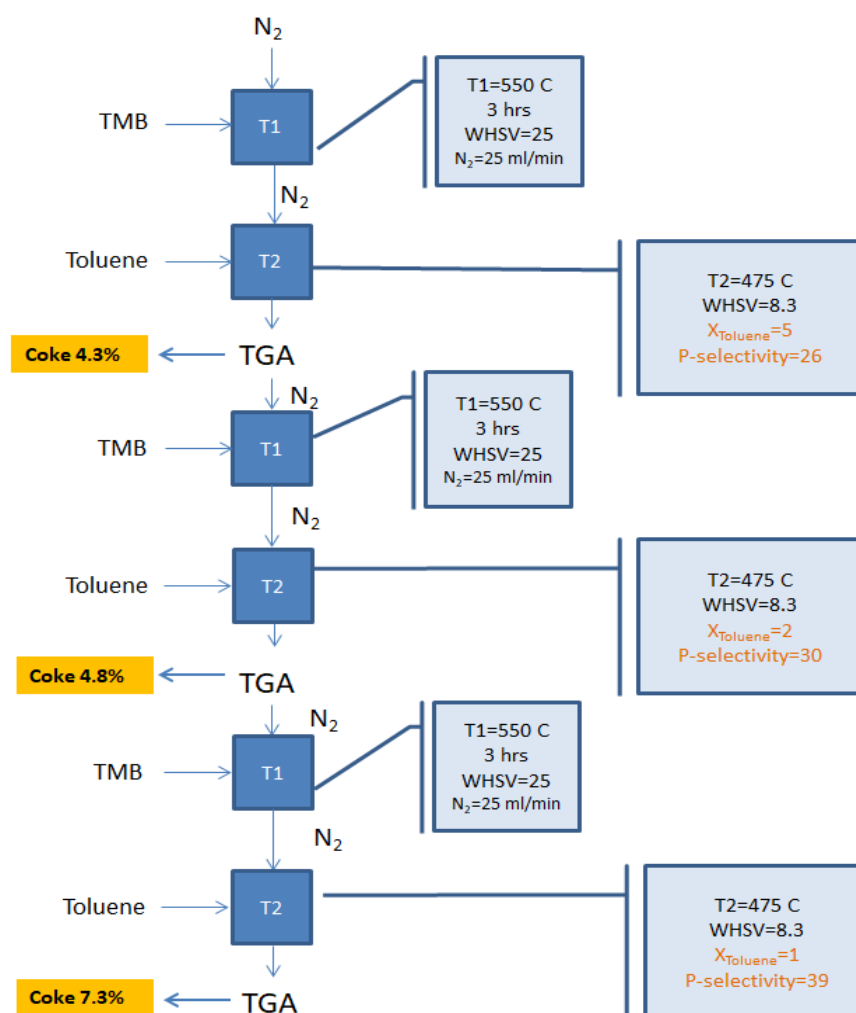 N₂
T1=550 C
3 hrs
WHSV=25
N₂=25 ml/min
TMB
T1
N₂
Toluene
T2
T2=475 C
WHSV=8.3
X_Toluene=5
P-selectivity=26
Coke 4.3%
TGA
N₂
T1=550 C
3 hrs
WHSV=25
N₂=25 ml/min
TMB
T1
N₂
Toluene
T2
T2=475 C
WHSV=8.3
X_Toluene=2
P-selectivity=30
Coke 4.8%
TGA
N₂
T1=550 C
3 hrs
WHSV=25
N₂=25 ml/min
TMB
T1
N₂
Toluene
T2
T2=475 C
WHSV=8.3
X_Toluene=1
P-selectivity=39
Coke 7.3%
TGA